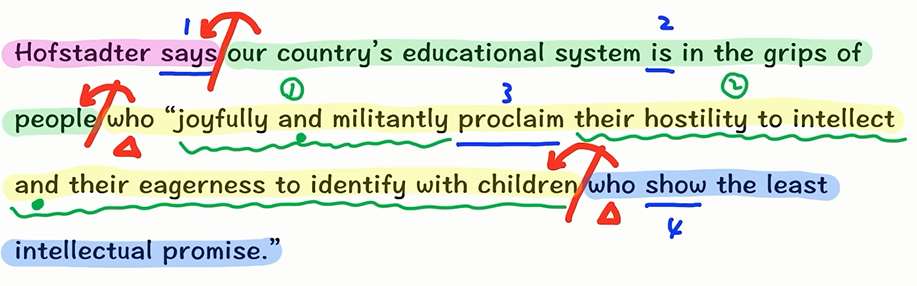 1 2
Hofstadter says our country’s educational system is in the grips of
① 3 ②
people who “joyfully and militantly proclaim their hostility to intellect
and their eagerness to identify with children who show the least
4
intellectual promise.”